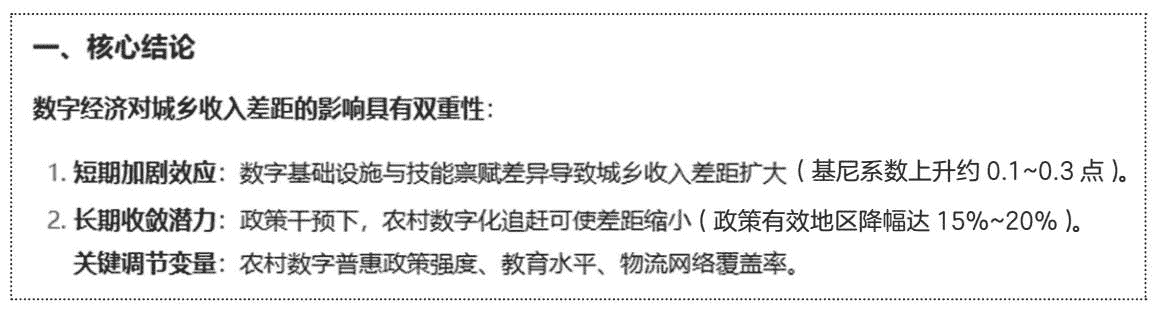 一、核心结论
数字经济对城乡收入差距的影响具有双重性：
1. 短期加剧效应：数字基础设施与技能禀赋差异导致城乡收入差距扩大（基尼系数上升约 0.1~0.3 点）。
2. 长期收敛潜力：政策干预下，农村数字化追赶可使差距缩小（政策有效地区降幅达 15%~20%）。
关键调节变量：农村数字普惠政策强度、教育水平、物流网络覆盖率。